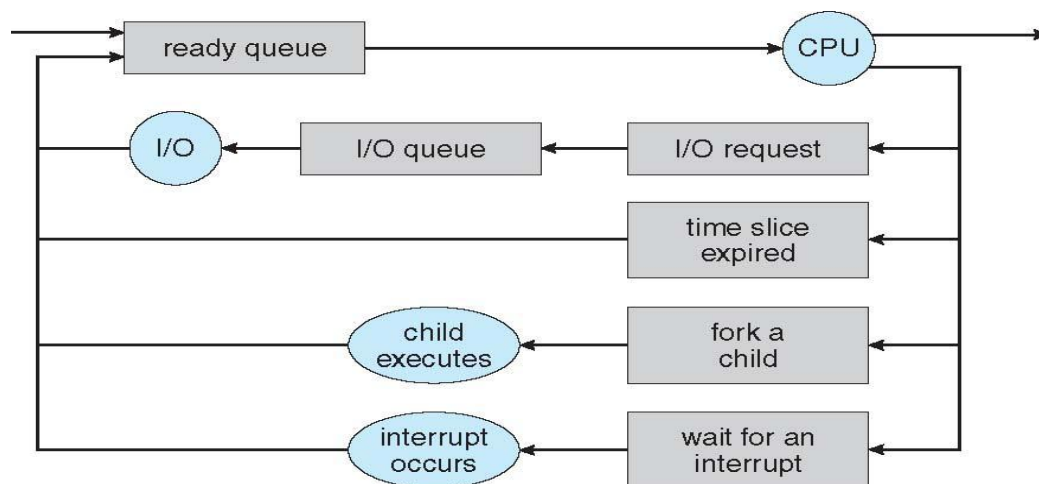 ready queue
CPU
I/O
I/O queue
I/O request
time slice
expired
child
executes
fork a
child
interrupt
occurs
wait for an
interrupt